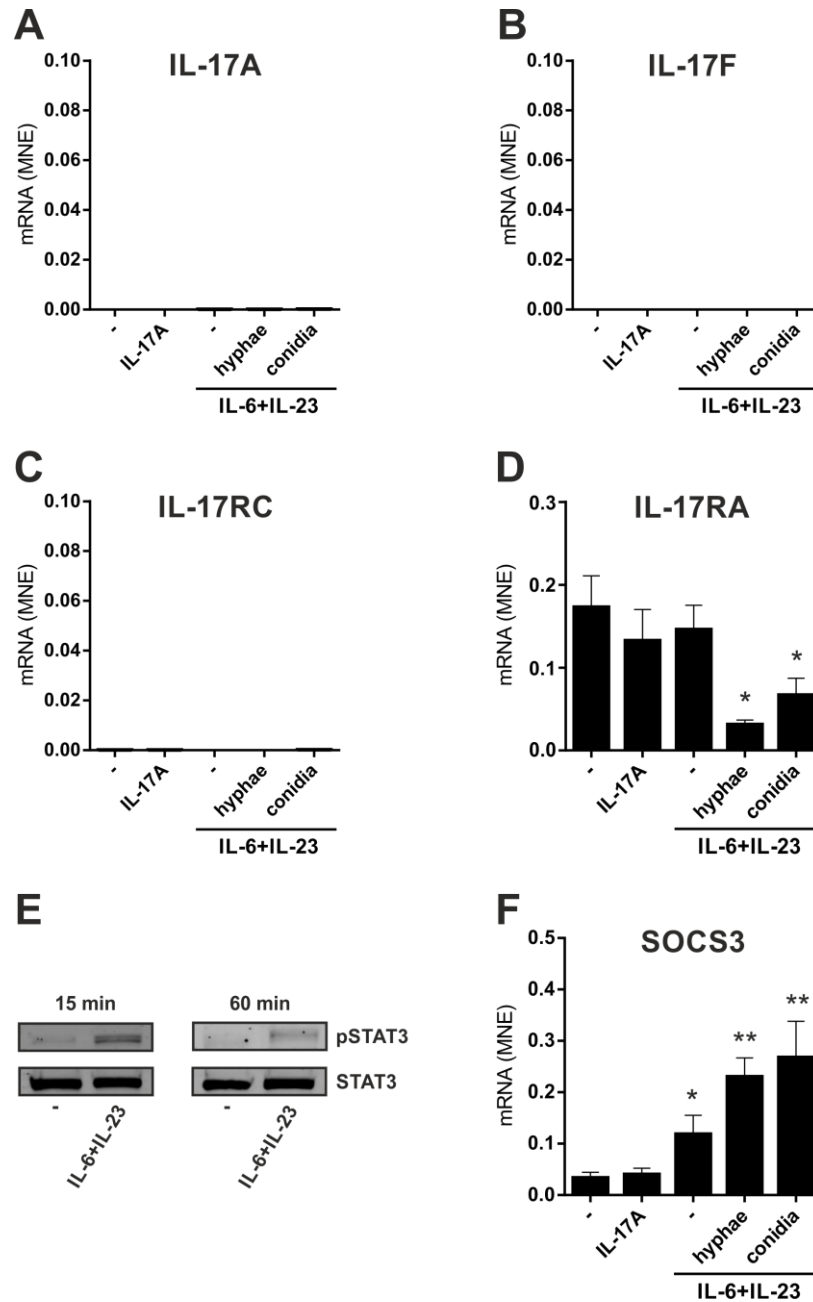 A
IL-17A
mRNA (MNE)
0.10
0.08
0.06
0.04
0.02
0.00
-
IL-17A
-
hyphae
conidia
IL-6+IL-23
B
IL-17F
mRNA (MNE)
0.10
0.08
0.06
0.04
0.02
0.00
-
IL-17A
-
hyphae
conidia
IL-6+IL-23
C
IL-17RC
mRNA (MNE)
0.10
0.08
0.06
0.04
0.02
0.00
-
IL-17A
-
hyphae
conidia
IL-6+IL-23
D
IL-17RA
mRNA (MNE)
0.3
0.2
0.1
0.0
*
*
-
IL-17A
-
hyphae
conidia
IL-6+IL-23
E
15 min
60 min
pSTAT3
STAT3
-
IL-6+IL-23
-
IL-6+IL-23
F
SOCS3
mRNA (MNE)
0.5
0.4
0.3
0.2
0.1
0.0
*
**
**
-
IL-17A
-
hyphae
conidia
IL-6+IL-23